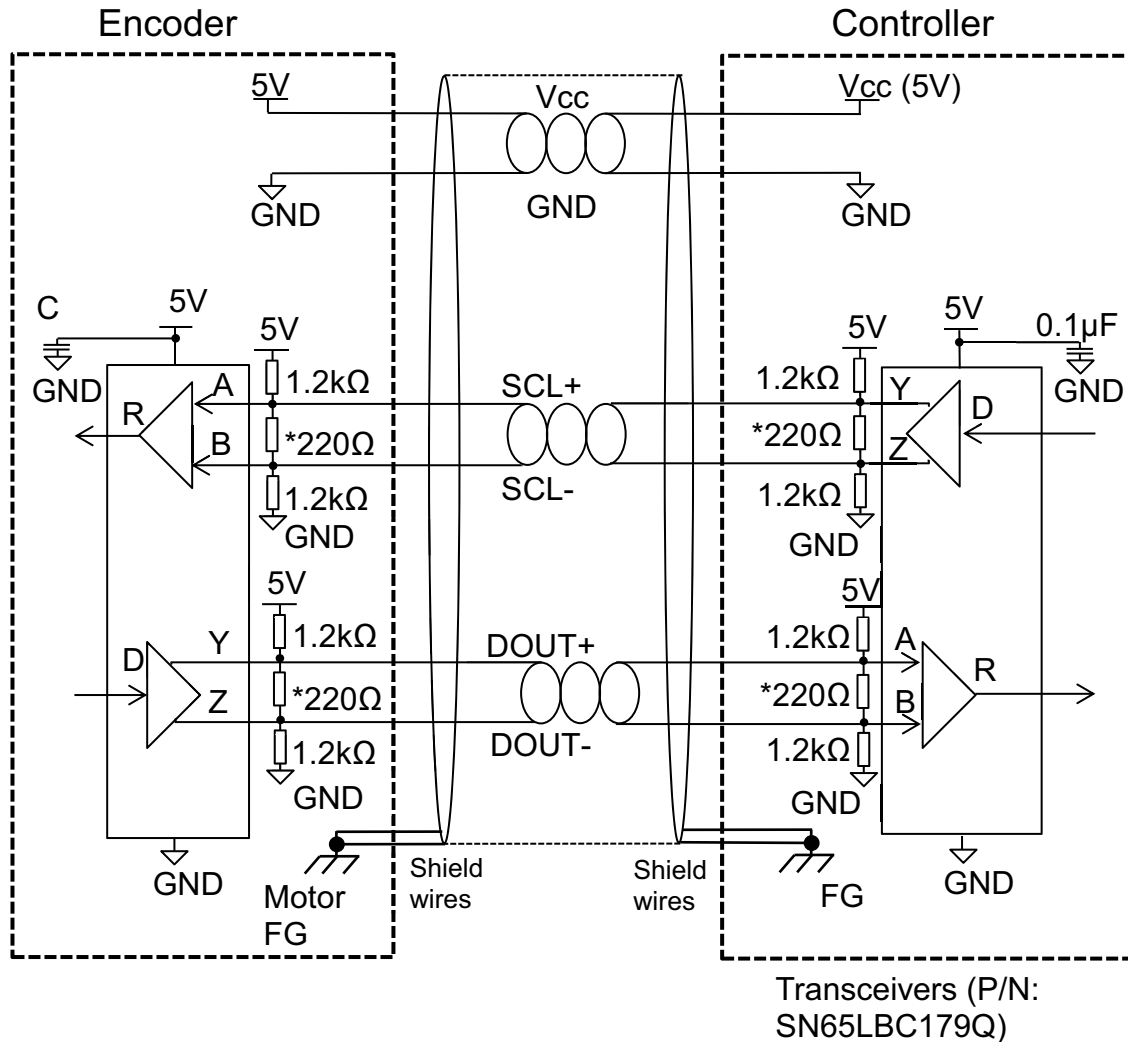 Encoder
Controller
5V
Vcc
Vcc (5V)
GND
GND
GND
C
5V
GND
5V
1.2kΩ
*220Ω
1.2kΩ
GND
R
A
B
SCL+
SCL-
5V
1.2kΩ
*220Ω
1.2kΩ
GND
5V
0.1µF
GND
Y
Z
D
5V
1.2kΩ
*220Ω
1.2kΩ
GND
D
Y
Z
DOUT+
DOUT-
5V
1.2kΩ
*220Ω
1.2kΩ
GND
A
B
R
GND
Motor
FG
Shield
wires
Shield
wires
FG
GND
Transceivers (P/N:
SN65LBC179Q)